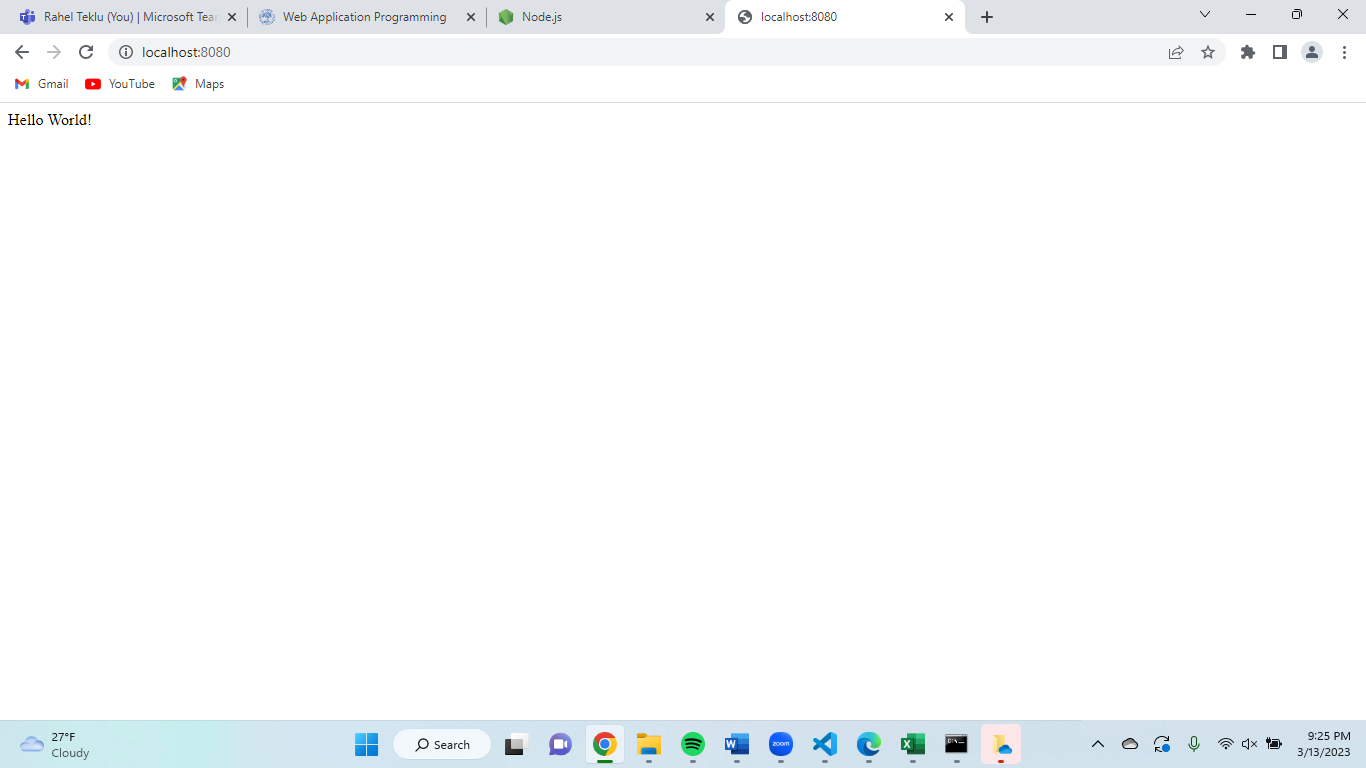 Rahel Teklu (You) | Microsoft Tea
Web Application Programming
Node.js
localhost:8080
localhost:8080
Gmail
YouTube
Maps
Hello World!
27°F
Cloudy
Search
zoom
9:25 PM
3/13/2023